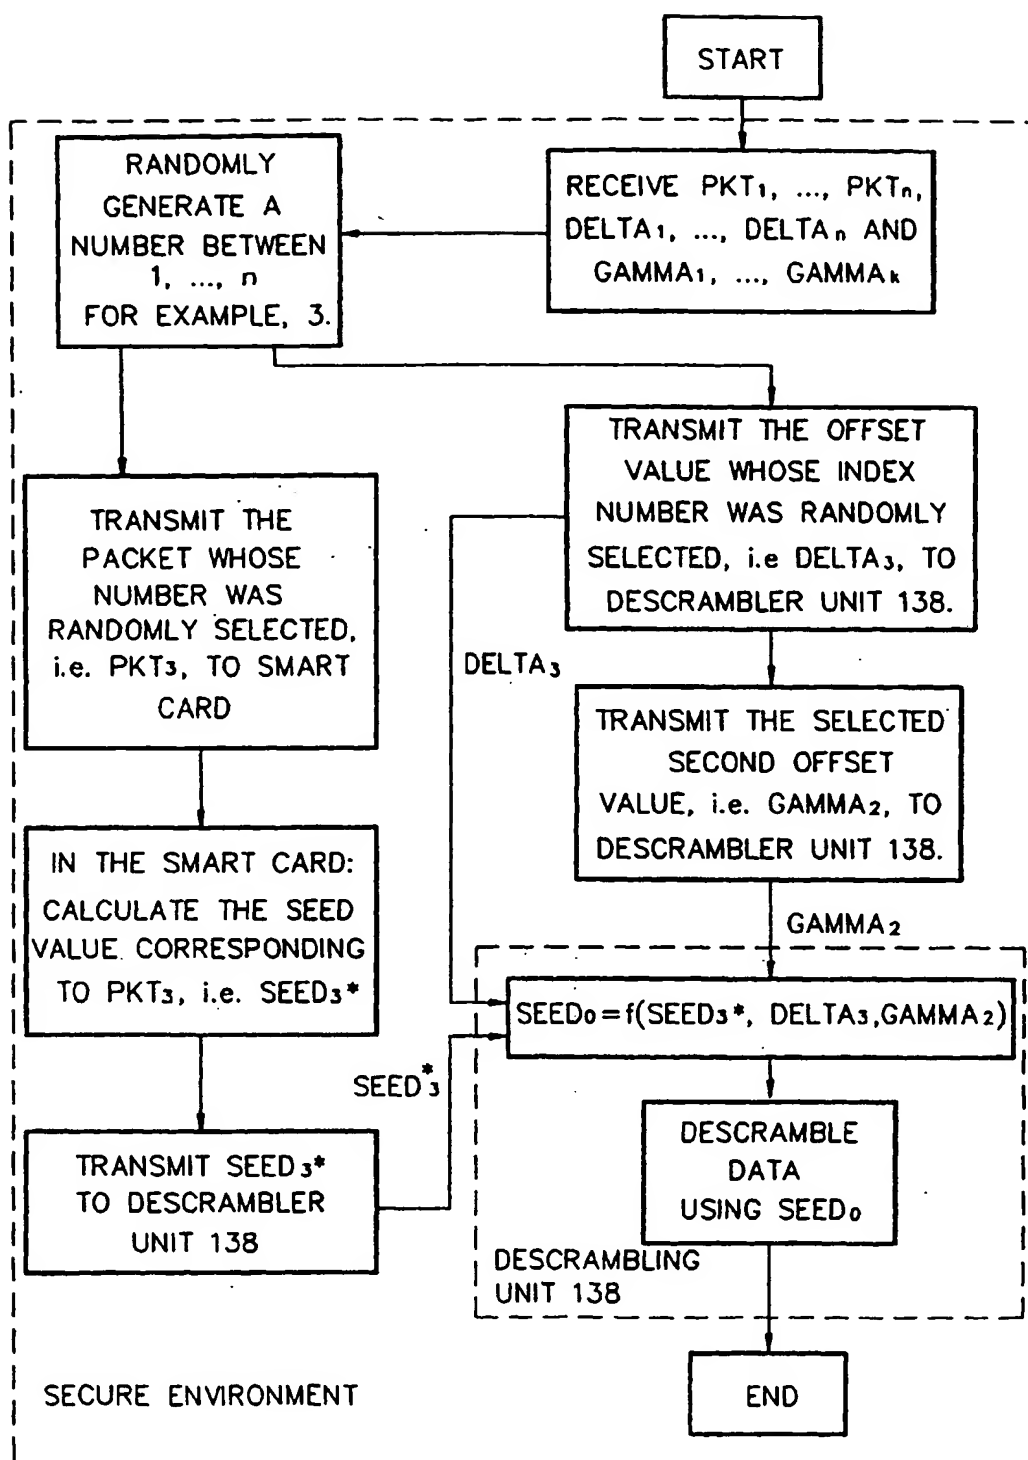 START
RECEIVE PKT₁, ..., PKTₙ,
DELTA₁, ..., DELTAₙ AND
GAMMA₁, ..., GAMMAₖ
RANDOMLY
GENERATE A
NUMBER BETWEEN
1, ..., n
FOR EXAMPLE, 3.
TRANSMIT THE OFFSET
VALUE WHOSE INDEX
NUMBER WAS RANDOMLY
SELECTED, i.e DELTA₃, TO
DESCRAMBLER UNIT 138.
TRANSMIT THE
PACKET WHOSE
NUMBER WAS
RANDOMLY SELECTED,
i.e. PKT₃, TO SMART
CARD
DELTA₃
TRANSMIT THE SELECTED
SECOND OFFSET
VALUE, i.e. GAMMA₂, TO
DESCRAMBLER UNIT 138.
IN THE SMART CARD:
CALCULATE THE SEED
VALUE CORRESPONDING
TO PKT₃, i.e. SEED₃*
GAMMA₂
SEED₀=f(SEED₃*, DELTA₃,GAMMA₂)
SEED₃*
TRANSMIT SEED₃*
TO DESCRAMBLER
UNIT 138
DESCRAMBLE
DATA
USING SEED₀
DESCRAMBLING
UNIT 138
SECURE ENVIRONMENT
END